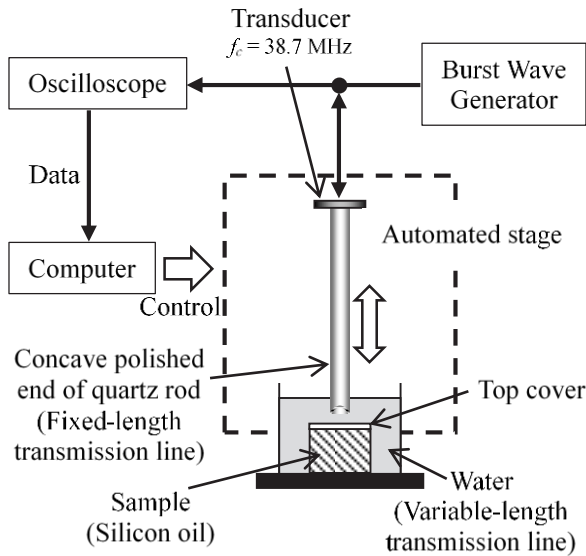 Transducer
f_c = 38.7 MHz
Oscilloscope
Burst Wave
Generator
Data
Automated stage
Computer
Control
Concave polished
end of quartz rod
(Fixed-length
transmission line)
Top cover
Sample
(Silicon oil)
Water
(Variable-length
transmission line)